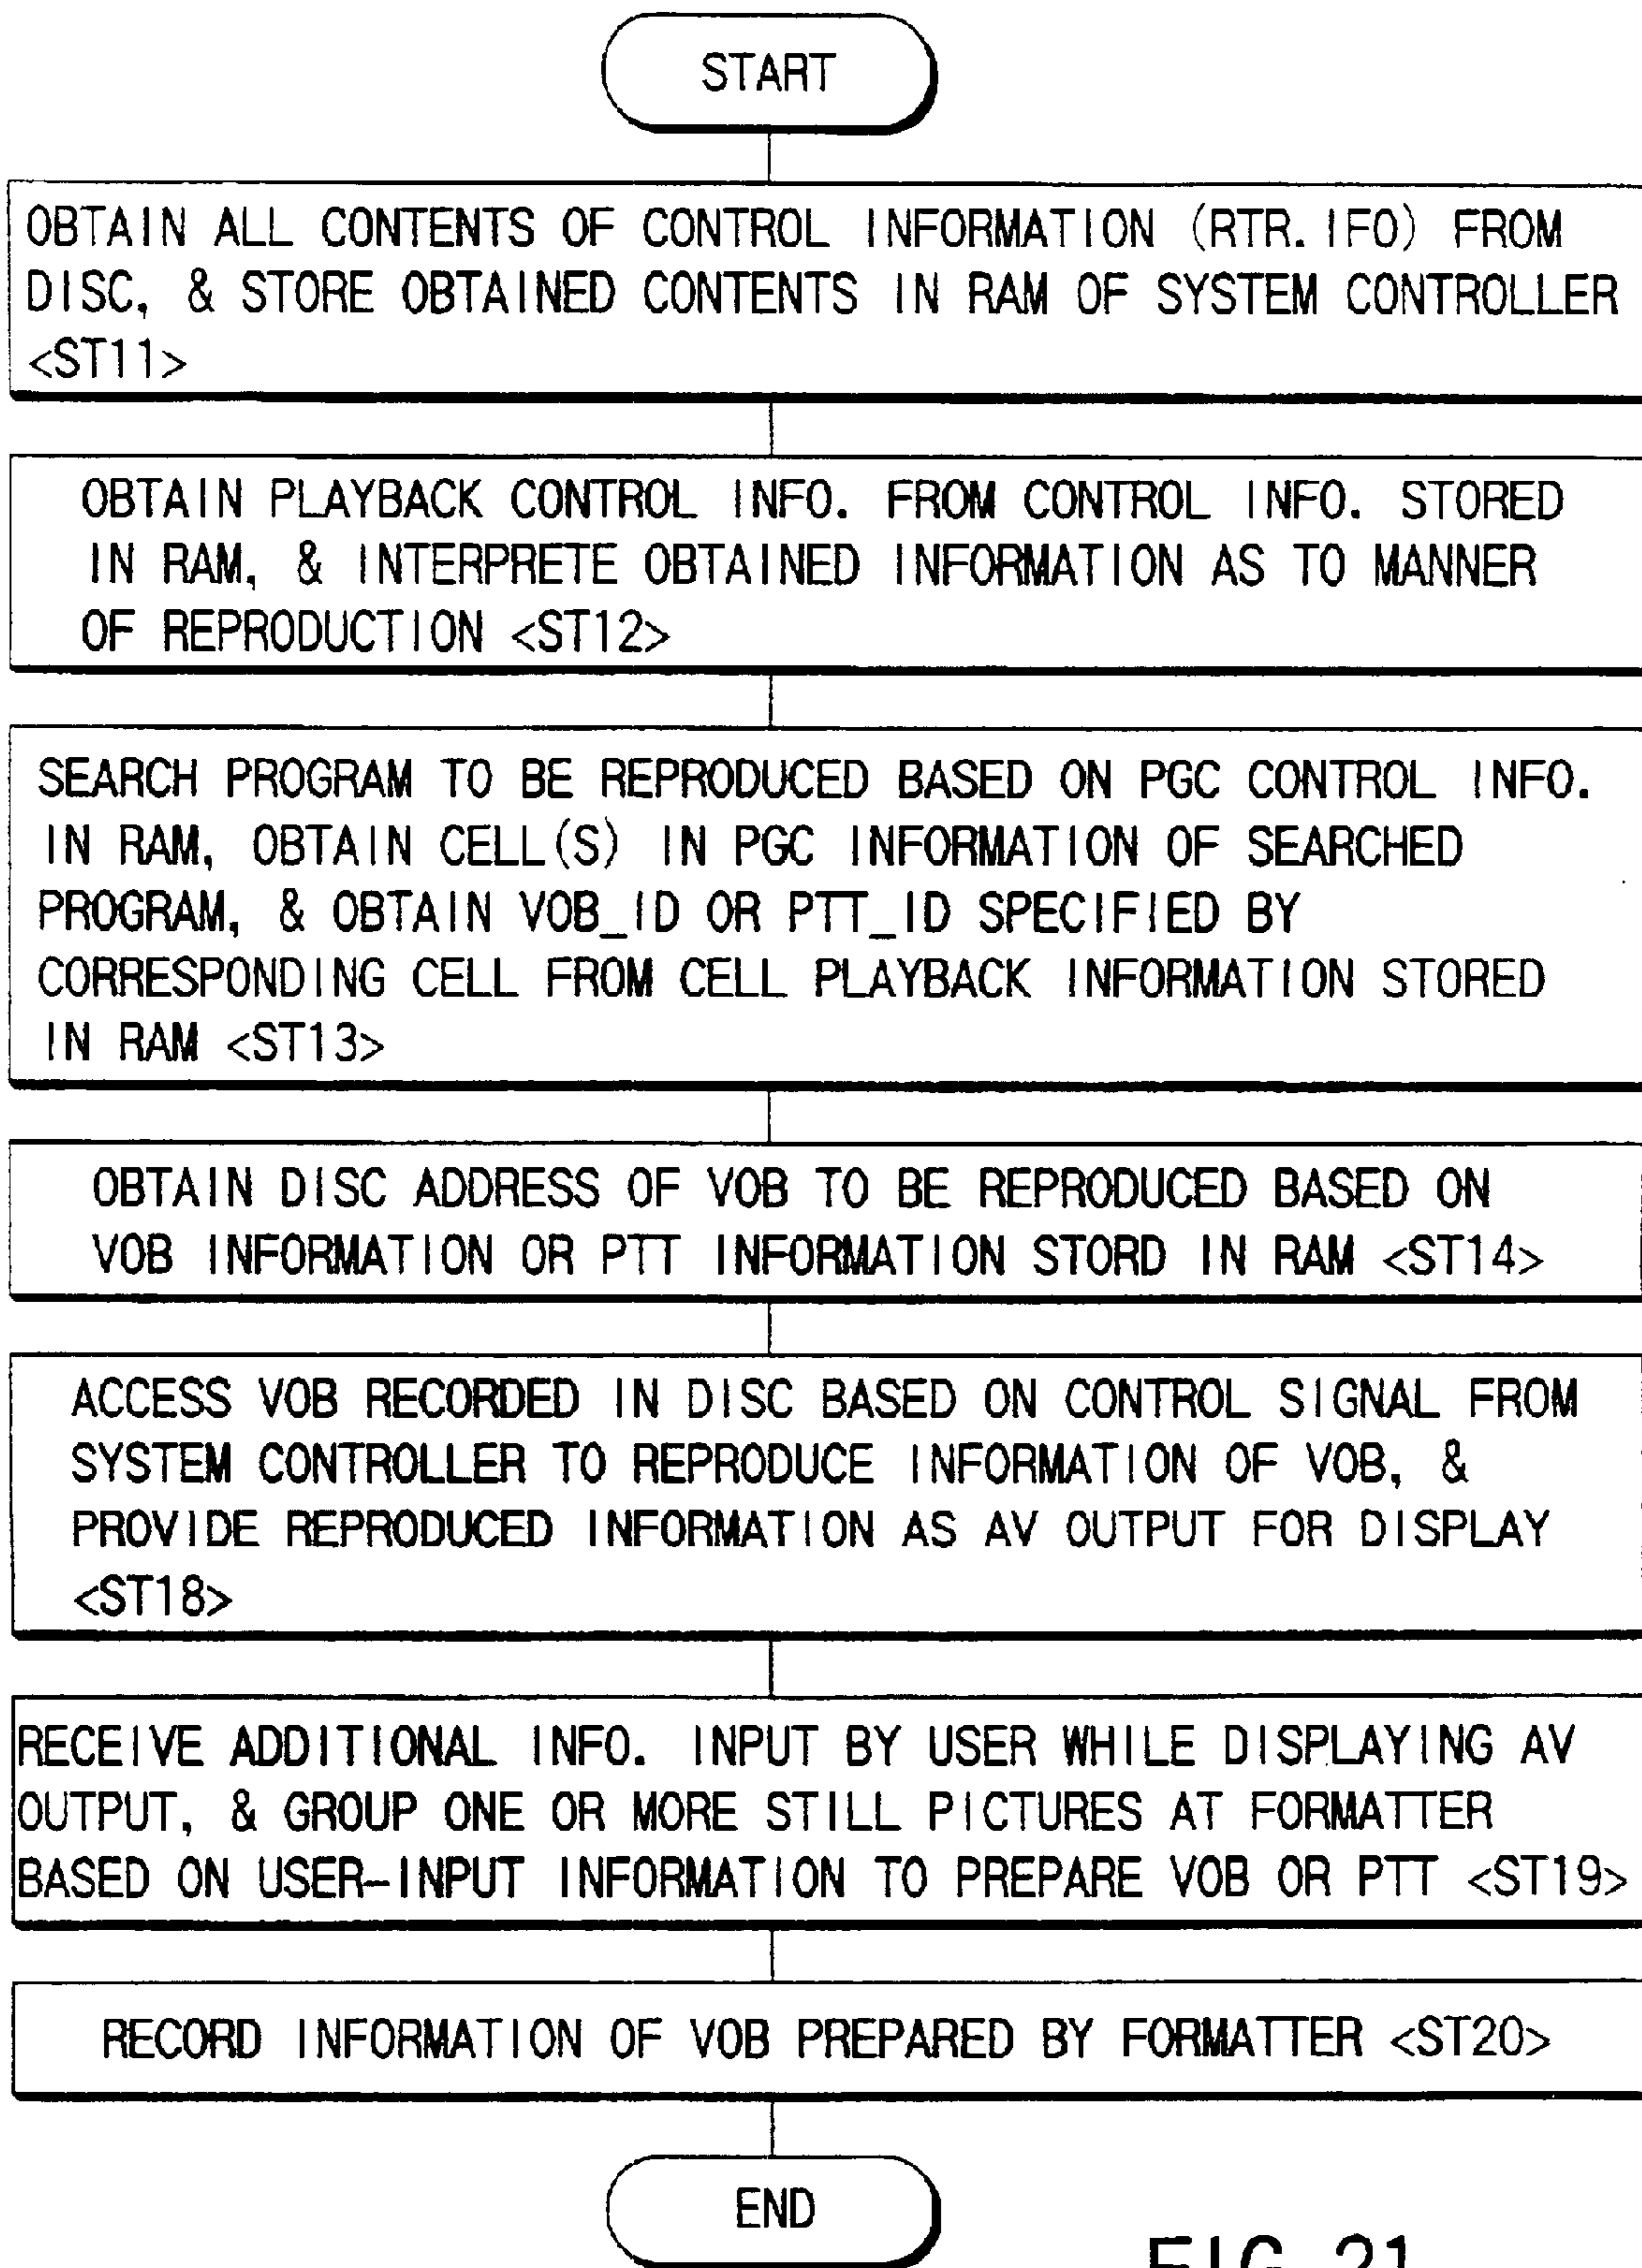 START
OBTAIN ALL CONTENTS OF CONTROL INFORMATION (RTR.IFO) FROM
DISC, & STORE OBTAINED CONTENTS IN RAM OF SYSTEM CONTROLLER
<ST11>
OBTAIN PLAYBACK CONTROL INFO. FROM CONTROL INFO. STORED
IN RAM, & INTERPRETE OBTAINED INFORMATION AS TO MANNER
OF REPRODUCTION <ST12>
SEARCH PROGRAM TO BE REPRODUCED BASED ON PGC CONTROL INFO.
IN RAM, OBTAIN CELL(S) IN PGC INFORMATION OF SEARCHED
PROGRAM, & OBTAIN VOB_ID OR PTT_ID SPECIFIED BY
CORRESPONDING CELL FROM CELL PLAYBACK INFORMATION STORED
IN RAM <ST13>
OBTAIN DISC ADDRESS OF VOB TO BE REPRODUCED BASED ON
VOB INFORMATION OR PTT INFORMATION STORD IN RAM <ST14>
ACCESS VOB RECORDED IN DISC BASED ON CONTROL SIGNAL FROM
SYSTEM CONTROLLER TO REPRODUCE INFORMATION OF VOB, &
PROVIDE REPRODUCED INFORMATION AS AV OUTPUT FOR DISPLAY
<ST18>
RECEIVE ADDITIONAL INFO. INPUT BY USER WHILE DISPLAYING AV
OUTPUT, & GROUP ONE OR MORE STILL PICTURES AT FORMATTER
BASED ON USER-INPUT INFORMATION TO PREPARE VOB OR PTT <ST19>
RECORD INFORMATION OF VOB PREPARED BY FORMATTER <ST20>
END
FIG. 21